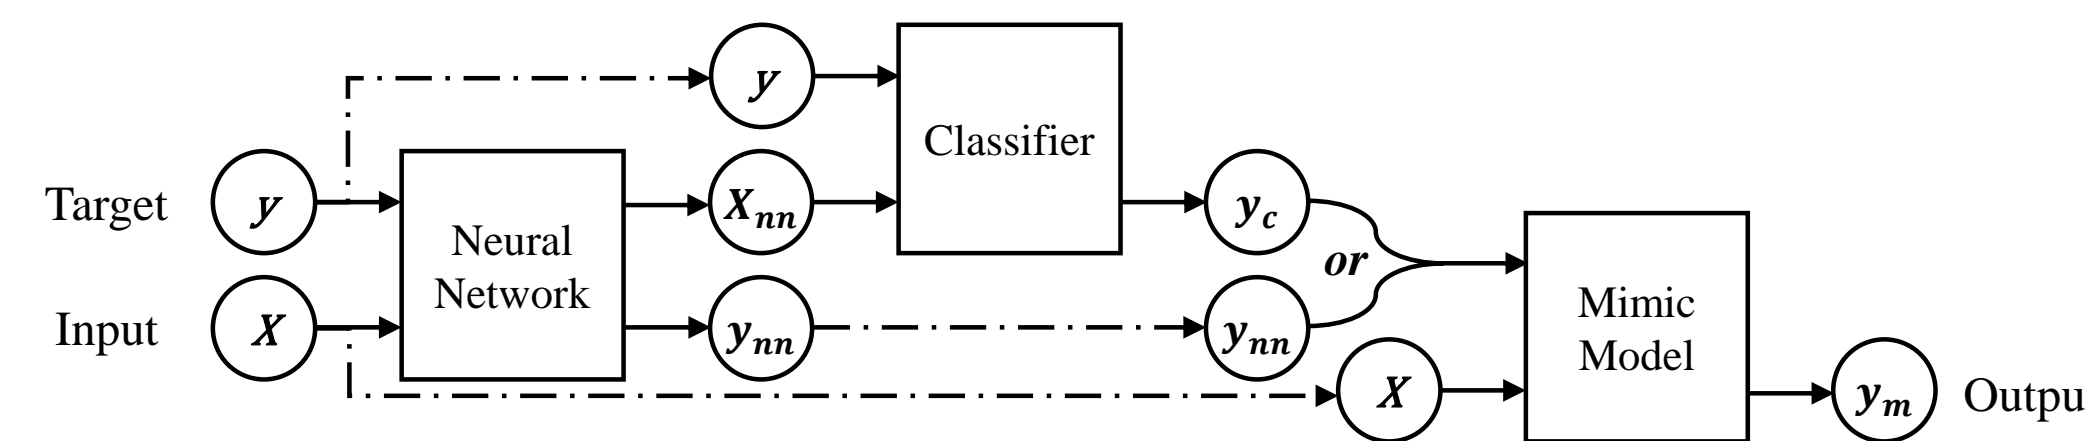 y
Classifier
Target
y
X_nn
y_c
Neural
Network
or
Input
X
y_nn
y_nn
Mimic
Model
X
y_m
Outpu